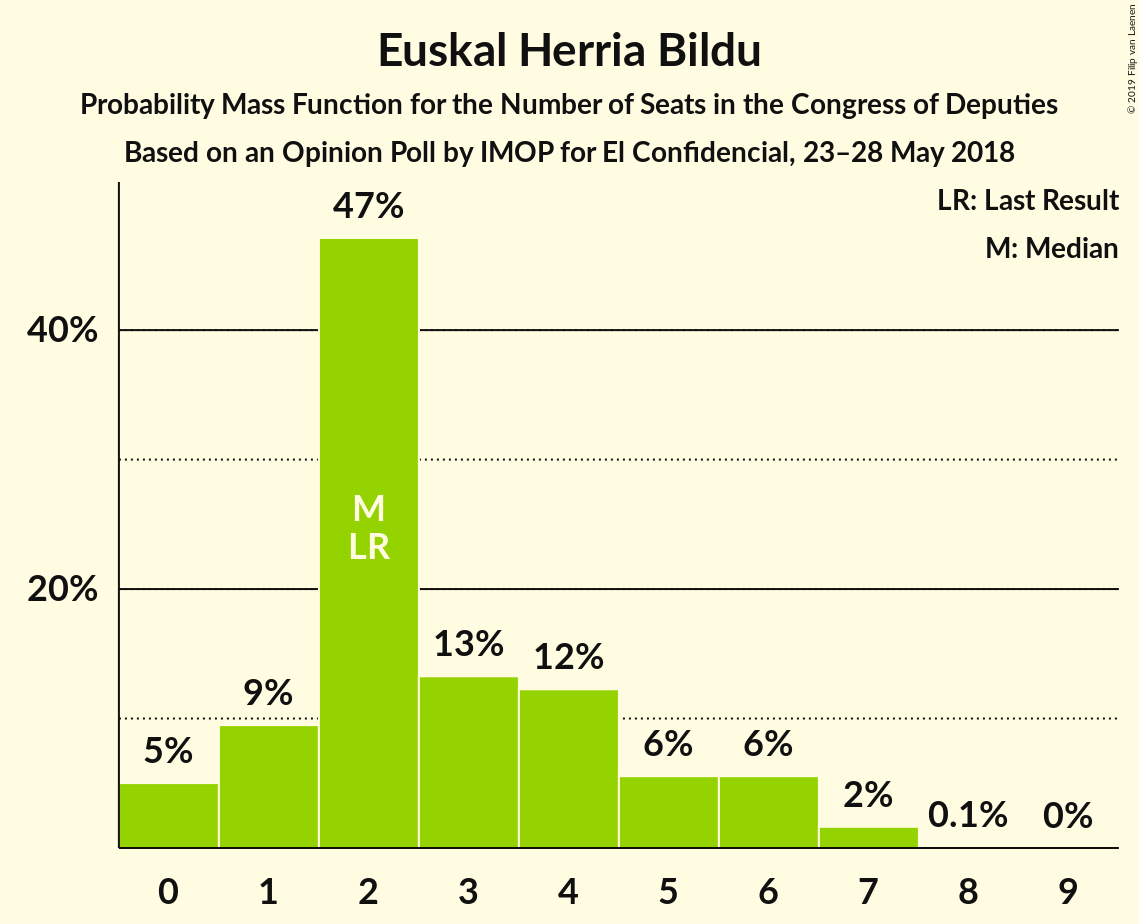 Euskal Herria Bildu
Probability Mass Function for the Number of Seats in the Congress of Deputies
Based on an Opinion Poll by IMOP for El Confidencial, 23–28 May 2018
© 2019 Filip van Laenen
LR: Last Result
M: Median
47%
40%
M
LR
20%
13%
12%
9%
5%
6%
6%
2%
0.1%
0%
0
1
2
3
4
5
6
7
8
9